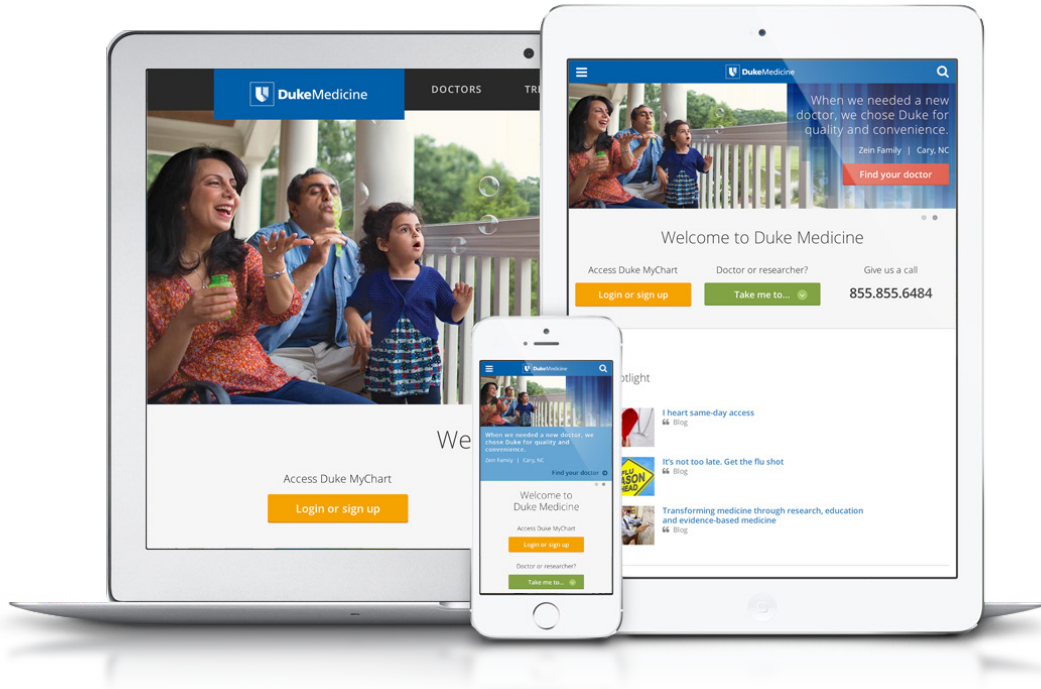 DukeMedicine
DOCTORS
We
Access Duke MyChart
Login or sign up
DukeMedicine
When we needed a new
doctor, we chose Duke for
quality and convenience.
Zein Family | Cary, NC
Find your doctor
Welcome to Duke Medicine
Access Duke MyChart
Login or sign up
Doctor or researcher?
Take me to...
Give us a call
855.855.6484
otlight
I heart same-day access
Blog
FLU
ASON
HEAD
It's not too late. Get the flu shot
Blog
Transforming medicine through research, education
and evidence-based medicine
Blog
DukeMedicine
When we needed a new doctor, we
chose Duke for quality and
convenience.
Zein Family | Cary, NC
Find your doctor
Welcome to
Duke Medicine
Access Duke MyChart
Login or sign up
Doctor or researcher?
Take me to...